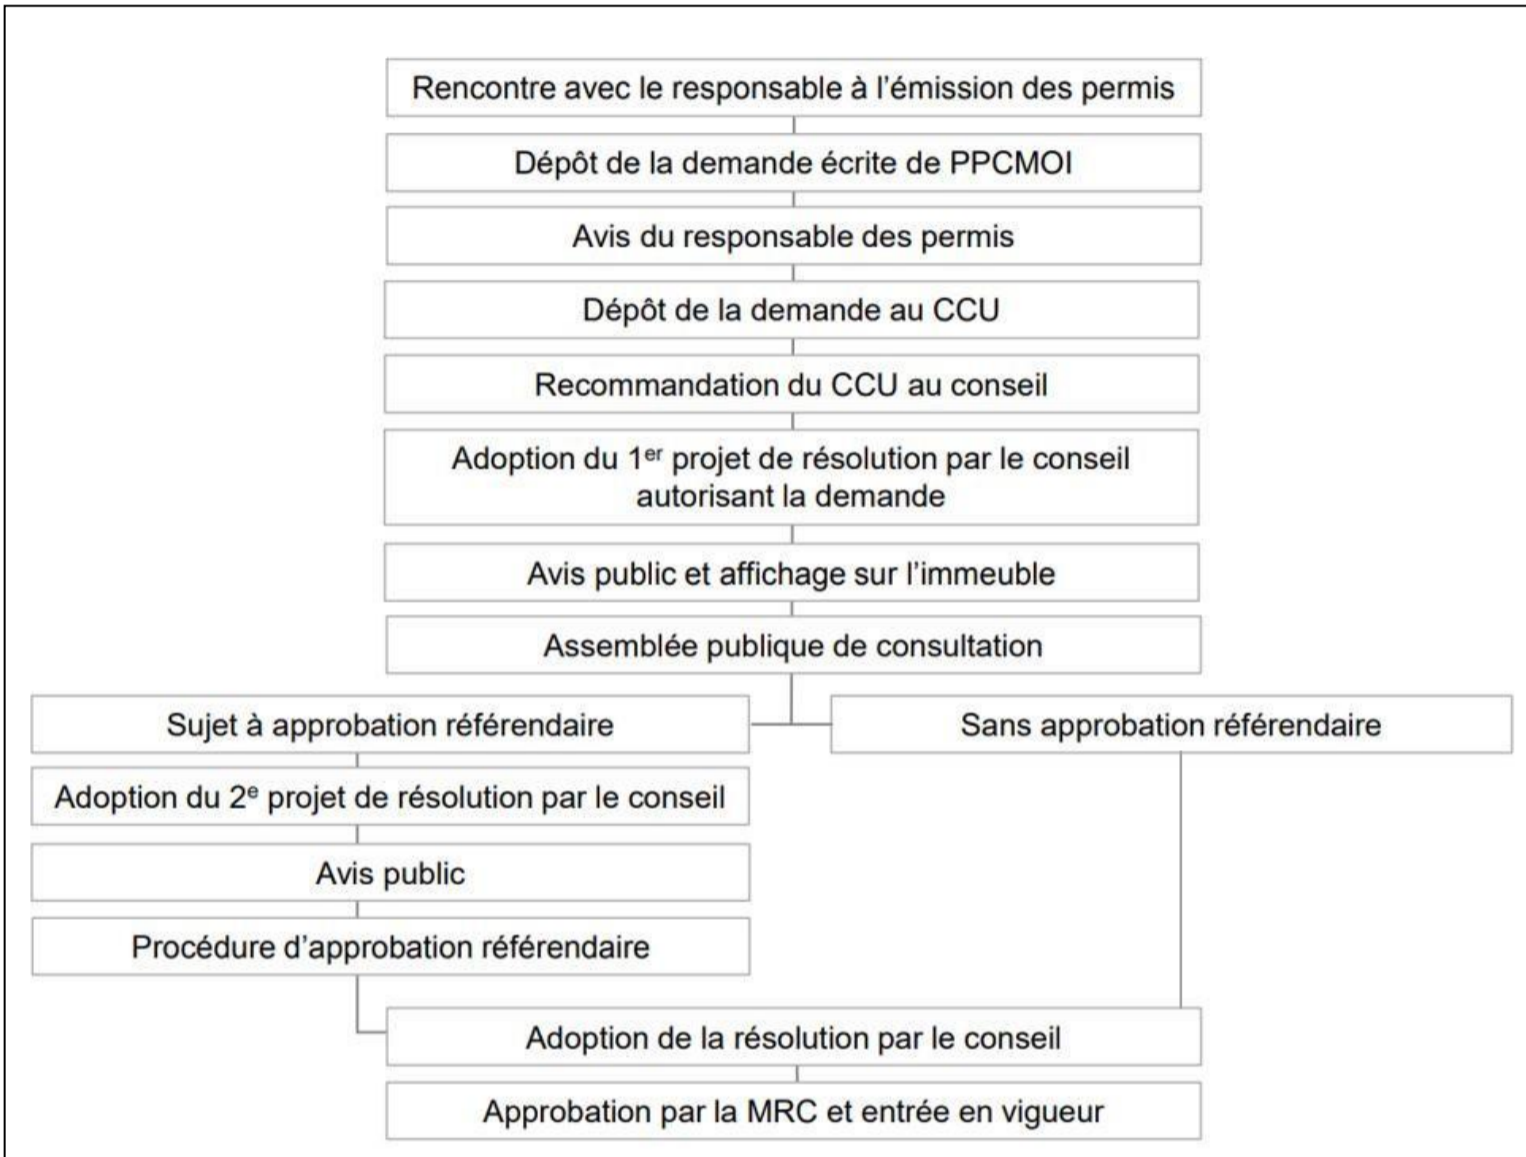 Rencontre avec le responsable à l'émission des permis
Dépôt de la demande écrite de PPCMOI
Avis du responsable des permis
Dépôt de la demande au CCU
Recommandation du CCU au conseil
Adoption du 1er projet de résolution par le conseil
autorisant la demande
Avis public et affichage sur l'immeuble
Assemblée publique de consultation
Sujet à approbation référendaire
Sans approbation référendaire
Adoption du 2e projet de résolution par le conseil
Avis public
Procédure d'approbation référendaire
Adoption de la résolution par le conseil
Approbation par la MRC et entrée en vigueur